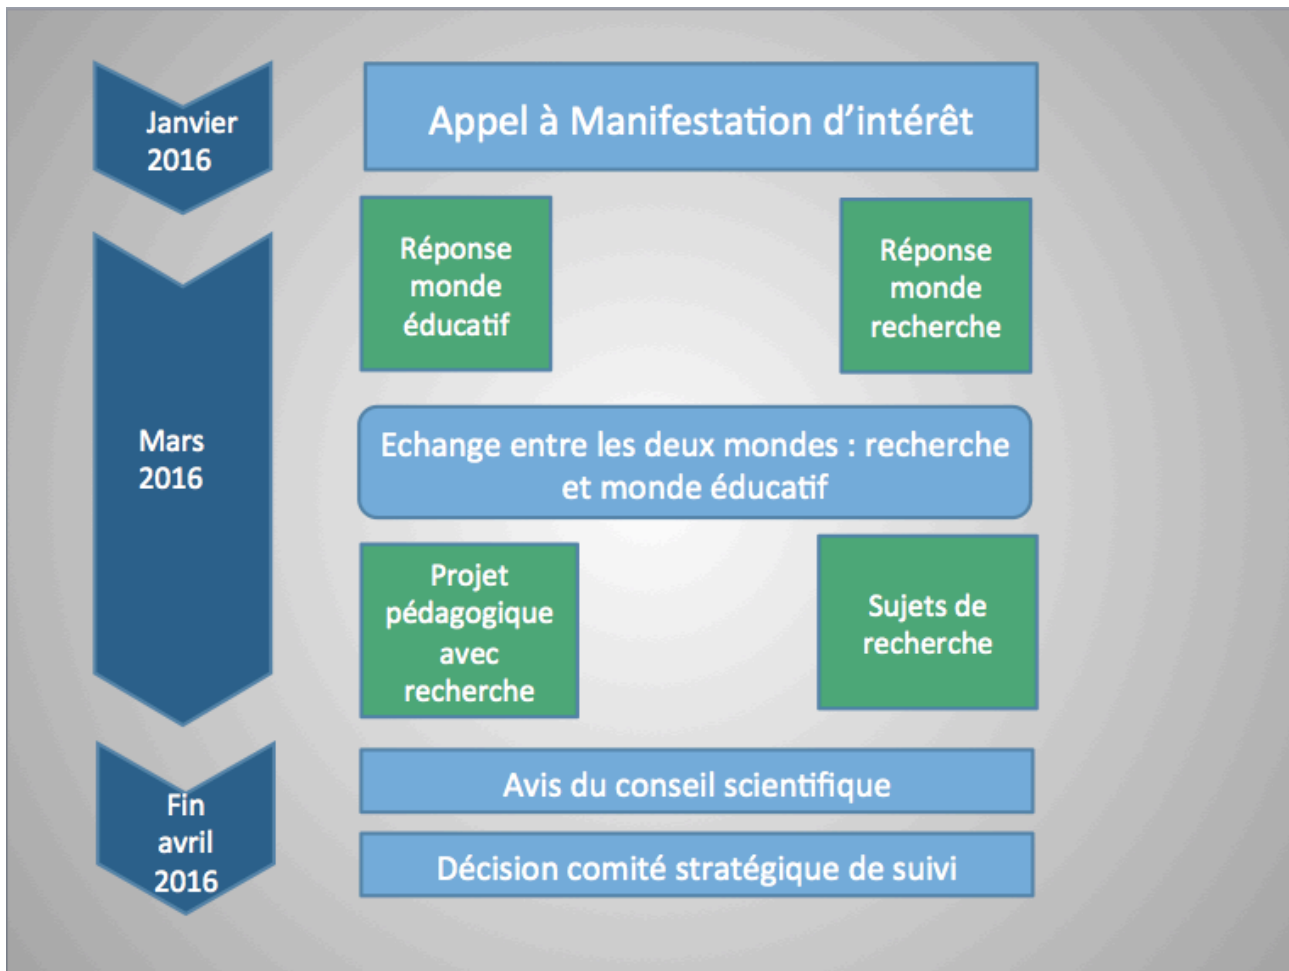 Janvier
2016
Appel à Manifestation d’intérêt
Réponse
monde
éducatif
Réponse
monde
recherche
Mars
2016
Echange entre les deux mondes : recherche
et monde éducatif
Projet
pédagogique
avec
recherche
Sujets de
recherche
Fin
avril
2016
Avis du conseil scientifique
Décision comité stratégique de suivi